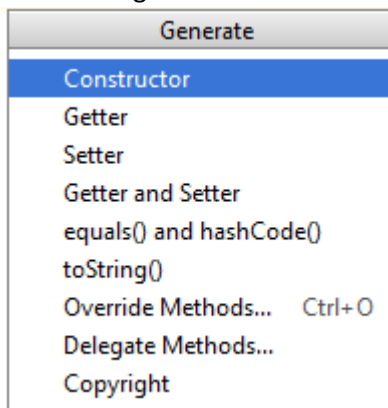 Generate
Constructor
Getter
Setter
Getter and Setter
equals() and hashCode()
toString()
Override Methods... Ctrl+O
Delegate Methods...
Copyright